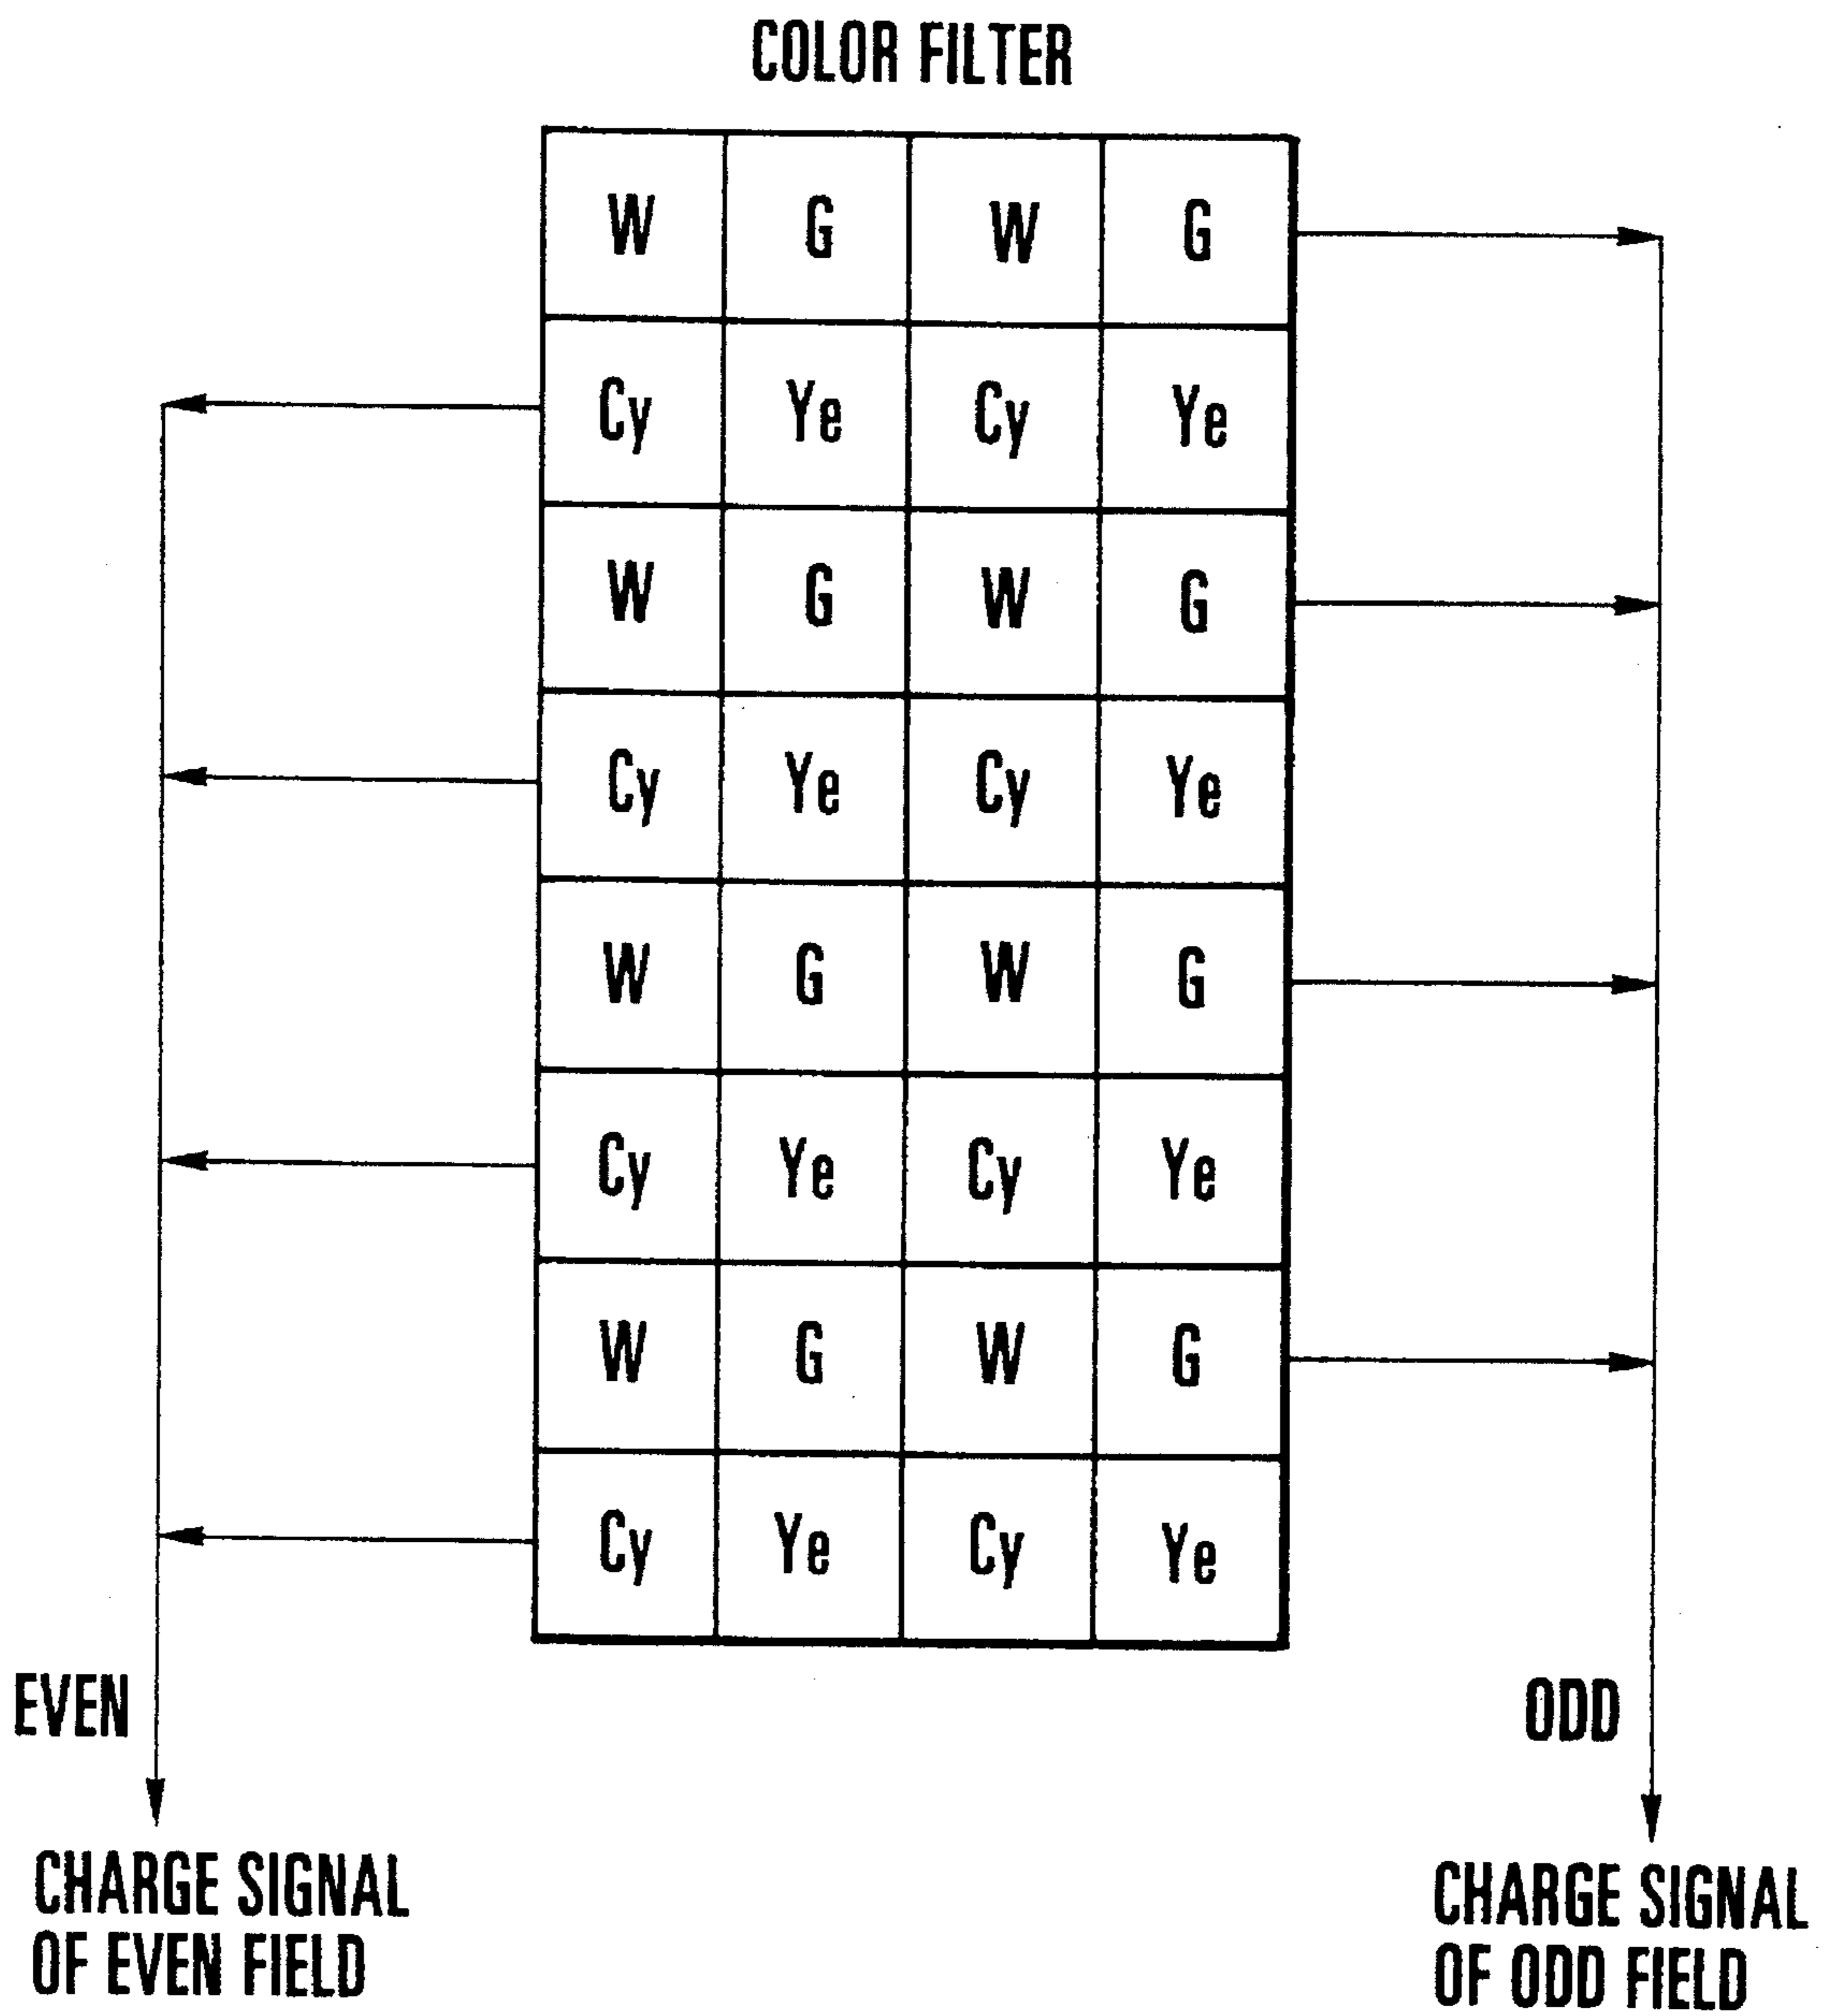 COLOR FILTER
W G W G
Cy Ye Cy Ye
W G W G
Cy Ye Cy Ye
W G W G
Cy Ye Cy Ye
W G W G
Cy Ye Cy Ye
EVEN
ODD
CHARGE SIGNAL
OF EVEN FIELD
CHARGE SIGNAL
OF ODD FIELD